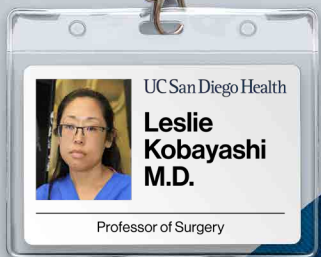 UC San Diego Health
Leslie
Kobayashi
M.D.
Professor of Surgery